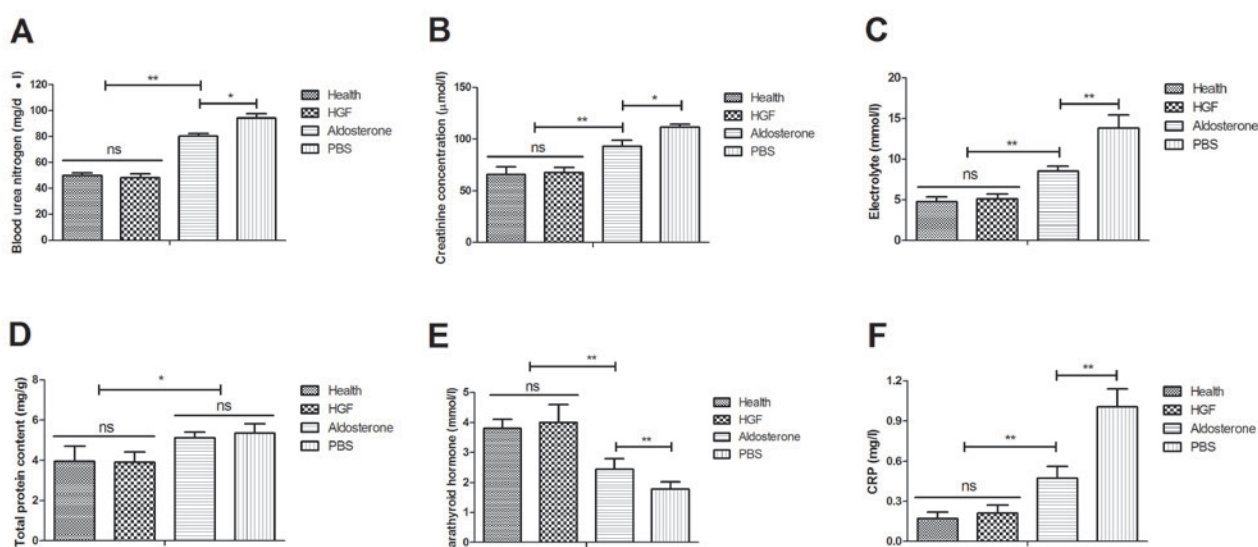 A
Blood urea nitrogen (mg/d • l)
120
100
80
60
40
20
0
ns
**
*
Health
HGF
Aldosterone
PBS
B
Creatinine concentration (μmol/l)
150
100
50
0
ns
**
*
Health
HGF
Aldosterone
PBS
C
Electrolyte (mmol/l)
20
15
10
5
0
ns
**
**
Health
HGF
Aldosterone
PBS
D
Total protein content (mg/g)
8
6
4
2
0
ns
*
ns
Health
HGF
Aldosterone
PBS
E
arathyroid hormone (mmol/l)
4
3
2
1
0
ns
**
**
Health
HGF
Aldosterone
PBS
F
CRP (mg/l)
1.2
0.9
0.6
0.3
0.0
ns
**
**
Health
HGF
Aldosterone
PBS